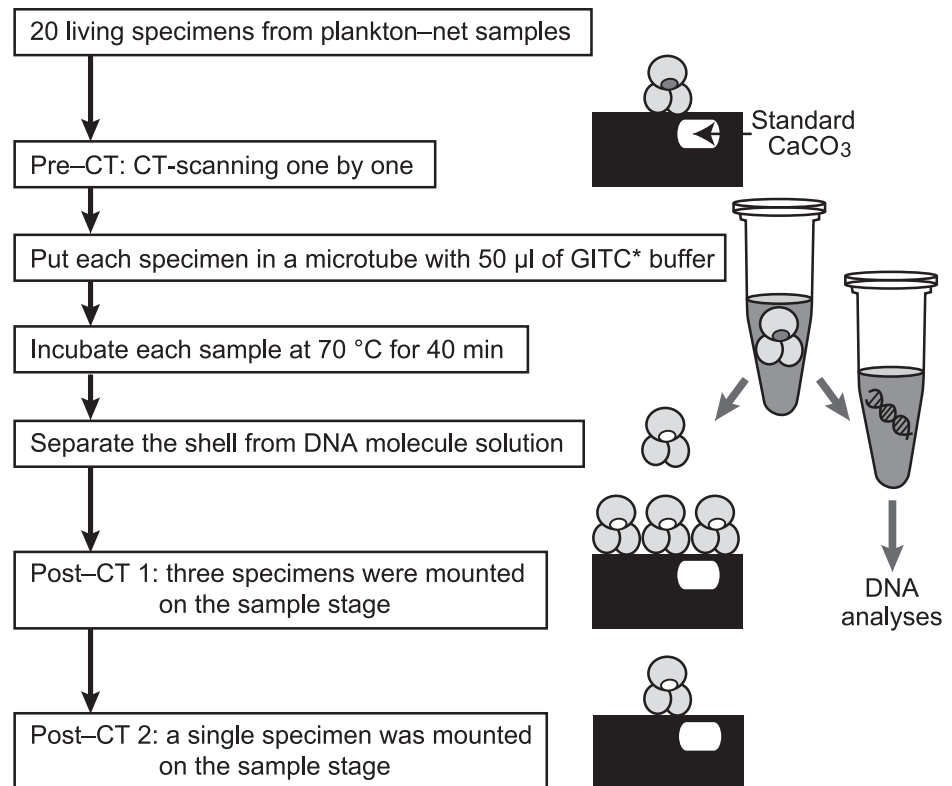 20 living specimens from plankton–net samples
Standard
CaCO3
Pre–CT: CT-scanning one by one
Put each specimen in a microtube with 50 µl of GITC* buffer
Incubate each sample at 70 °C for 40 min
Separate the shell from DNA molecule solution
Post–CT 1: three specimens were mounted
on the sample stage
DNA
analyses
Post–CT 2: a single specimen was mounted
on the sample stage